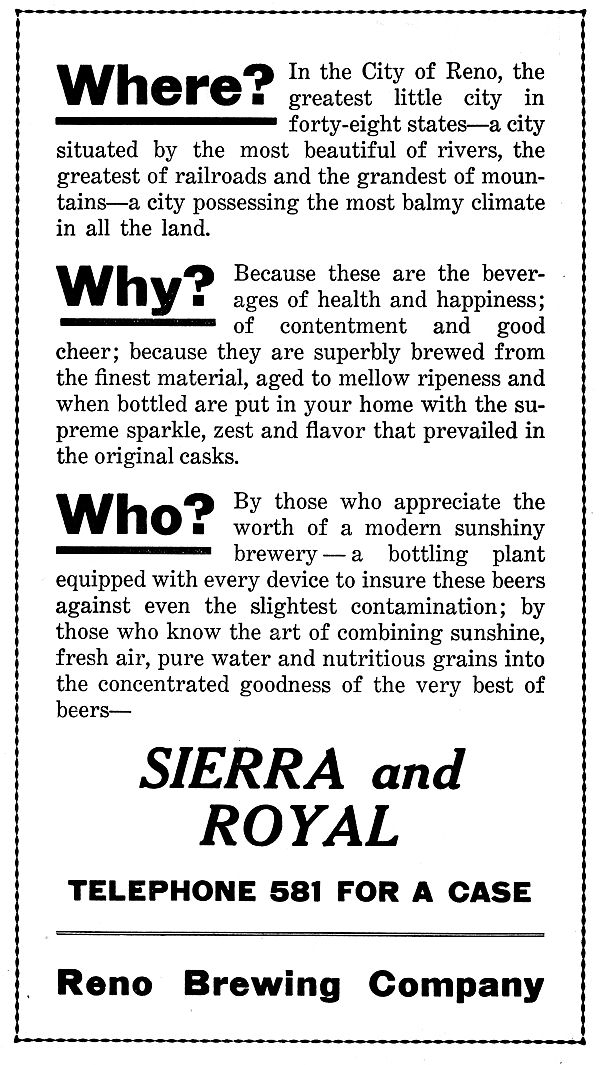 Where? In the City of Reno, the
greatest little city in
forty-eight states—a city
situated by the most beautiful of rivers, the
greatest of railroads and the grandest of moun-
tains—a city possessing the most balmy climate
in all the land.
Why? Because these are the bever-
ages of health and happiness;
of contentment and good
cheer; because they are superbly brewed from
the finest material, aged to mellow ripeness and
when bottled are put in your home with the su-
preme sparkle, zest and flavor that prevailed in
the original casks.
Who? By those who appreciate the
worth of a modern sunshiny
brewery—a bottling plant
equipped with every device to insure these beers
against even the slightest contamination; by
those who know the art of combining sunshine,
fresh air, pure water and nutritious grains into
the concentrated goodness of the very best of
beers—
SIERRA and
ROYAL
TELEPHONE 581 FOR A CASE
Reno Brewing Company